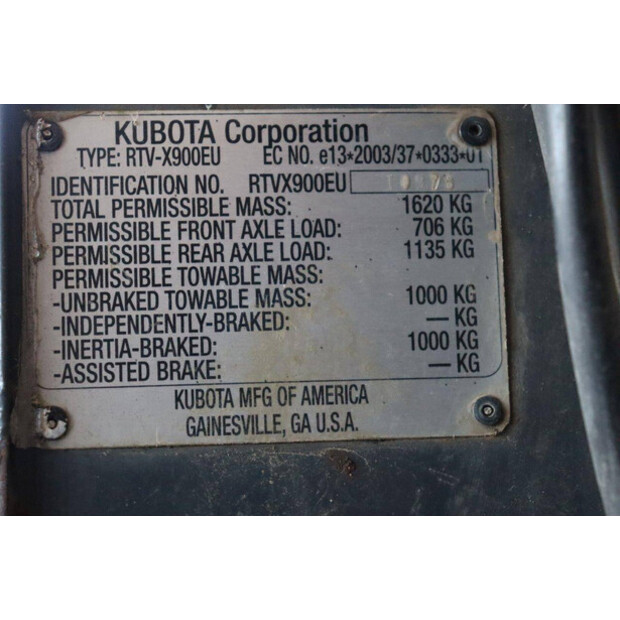 KUBOTA Corporation
TYPE: RTV-X900EU EC NO. e13*2003/37*0333*01
IDENTIFICATION NO. RTVX900EU
TOTAL PERMISSIBLE MASS: 1620 KG
PERMISSIBLE FRONT AXLE LOAD: 706 KG
PERMISSIBLE REAR AXLE LOAD: 1135 KG
PERMISSIBLE TOWABLE MASS:
-UNBRAKED TOWABLE MASS: 1000 KG
-INDEPENDENTLY-BRAKED: — KG
-INERTIA-BRAKED: 1000 KG
-ASSISTED BRAKE: — KG
KUBOTA MFG OF AMERICA
GAINESVILLE, GA U.S.A.